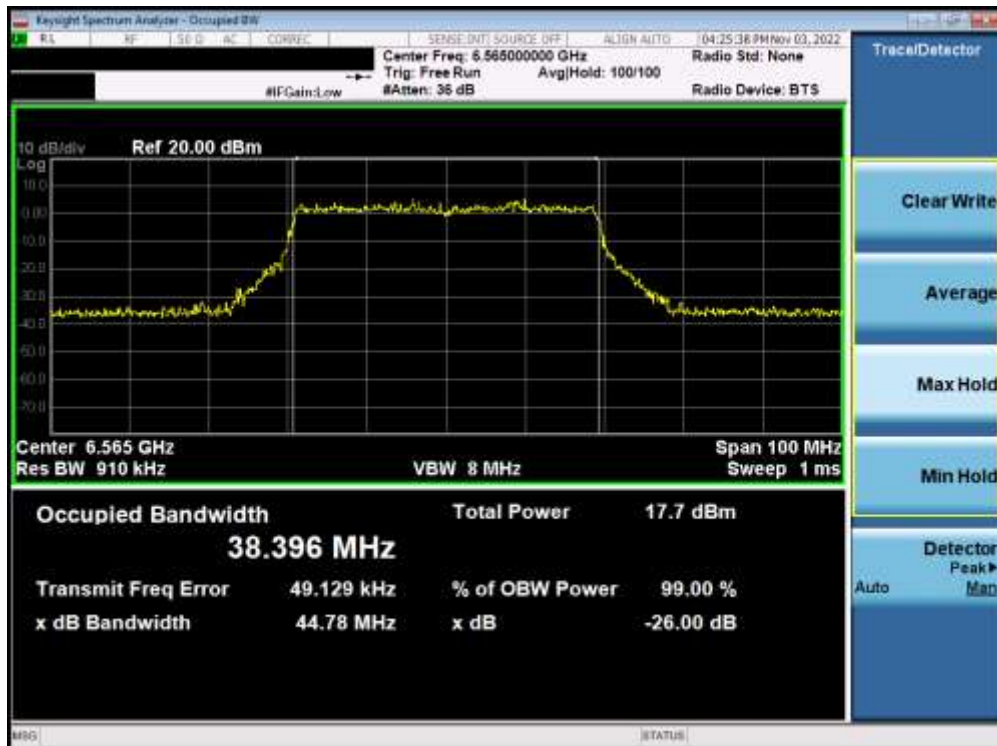 Keysight Spectrum Analyzer - Occupied BW
RL RF 50 Ω AC CORREC SENSE:INT SOURCE OFF ALIGN AUTO 04:25:38 PM Nov 03, 2022
Center Freq: 6.565000000 GHz Radio Std: None
Trig: Free Run Avg|Hold: 100/100
#IFGain:Low #Atten: 36 dB Radio Device: BTS
Trace/Detector
10 dB/div Ref 20.00 dBm
Log
10.0
0.00
-10.0
-20.0
-30.0
-40.0
-50.0
-60.0
-70.0
Center 6.565 GHz Span 100 MHz
Res BW 910 kHz VBW 8 MHz Sweep 1 ms
Occupied Bandwidth Total Power 17.7 dBm
38.396 MHz
Transmit Freq Error 49.129 kHz % of OBW Power 99.00 %
x dB Bandwidth 44.78 MHz x dB -26.00 dB
Clear Write
Average
Max Hold
Min Hold
Detector
Peak▶
Auto Man
MSG STATUS